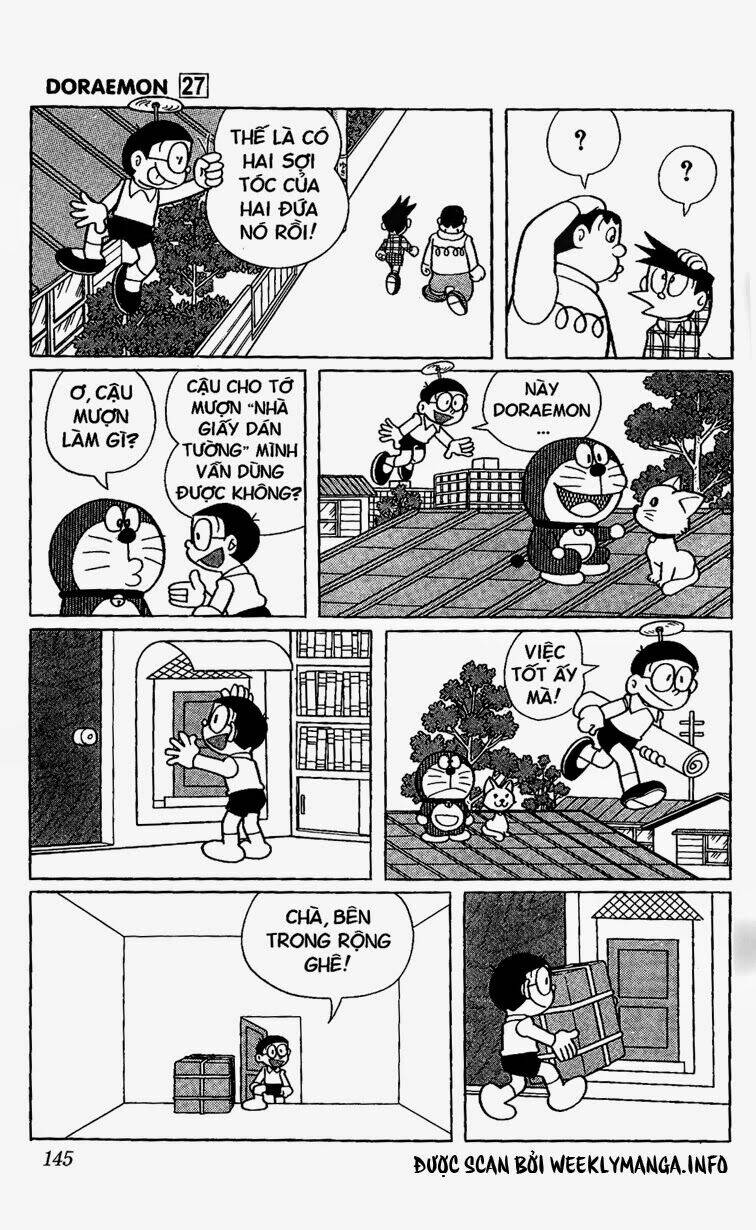 DORAEMON 27
?
?
THẾ LÀ CÓ
HAI SỢI
TÓC CỦA
HAI ĐỨA
NÓ RỒI!
NÀY
DORAEMON
...
CẬU CHO TỚ
MƯỢN "NHÀ
GIẤY DÁN
TƯỜNG" MÌNH
VẪN DÙNG
ĐƯỢC KHÔNG?
Ơ, CẬU
MƯỢN
LÀM GÌ?
VIỆC
TỐT ẤY
MÀ!
CHÀ, BÊN
TRONG RỘNG
GHÊ!
145
ĐƯỢC SCAN BỞI WEEKLYMANGA.INFO